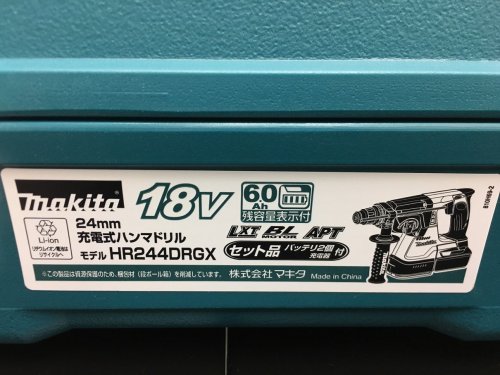 makita 18V 6.0Ah
残容量表示付
24mm
充電式ハンマドリル
モデル HR244DRGX
Li-ion
リチウムイオン電池は
リサイクルへ
LXT BL MOTOR APT
セット品 バッテリ2個 充電器 付
※この製品は資源保護のため、梱包材（段ボール箱）を削減しています。
株式会社マキタ Made in China
makita